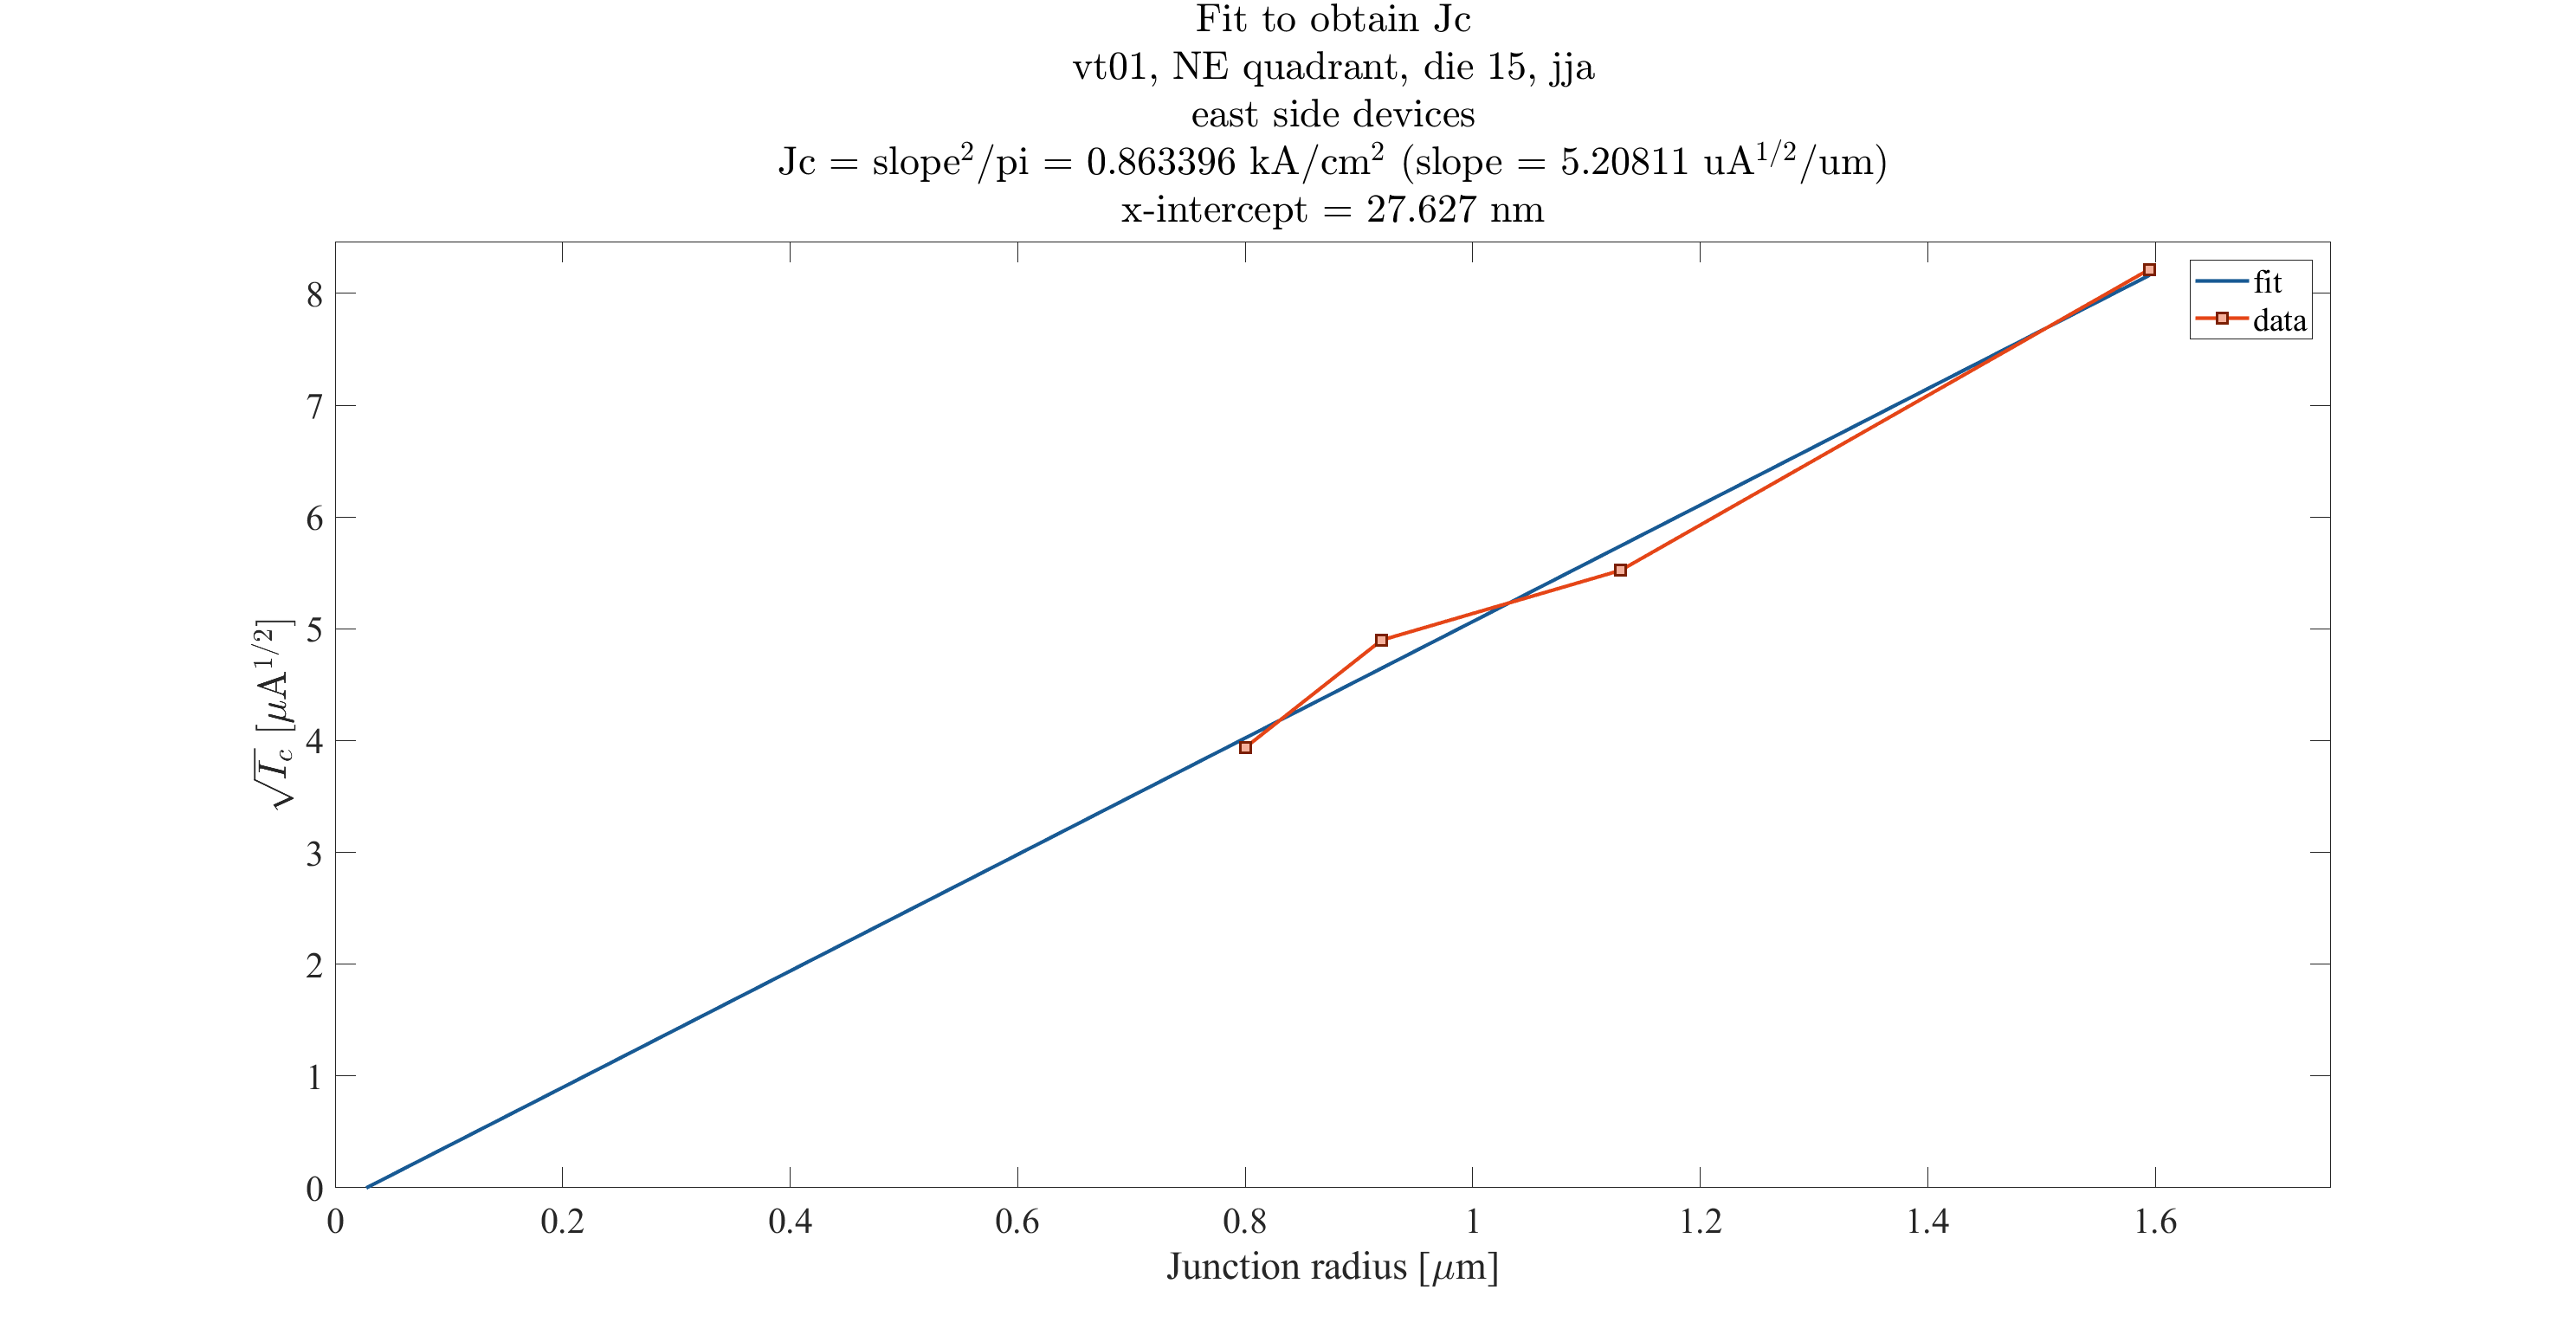 Fit to obtain Jc
vt01, NE quadrant, die 15, jja
east side devices
Jc = slope²/pi = 0.863396 kA/cm² (slope = 5.20811 uA^{1/2}/um)
x-intercept = 27.627 nm
fit
data
8
7
6
5
4
3
2
1
0
√I_c [μA^{1/2}]
0 0.2 0.4 0.6 0.8 1 1.2 1.4 1.6
Junction radius [μm]